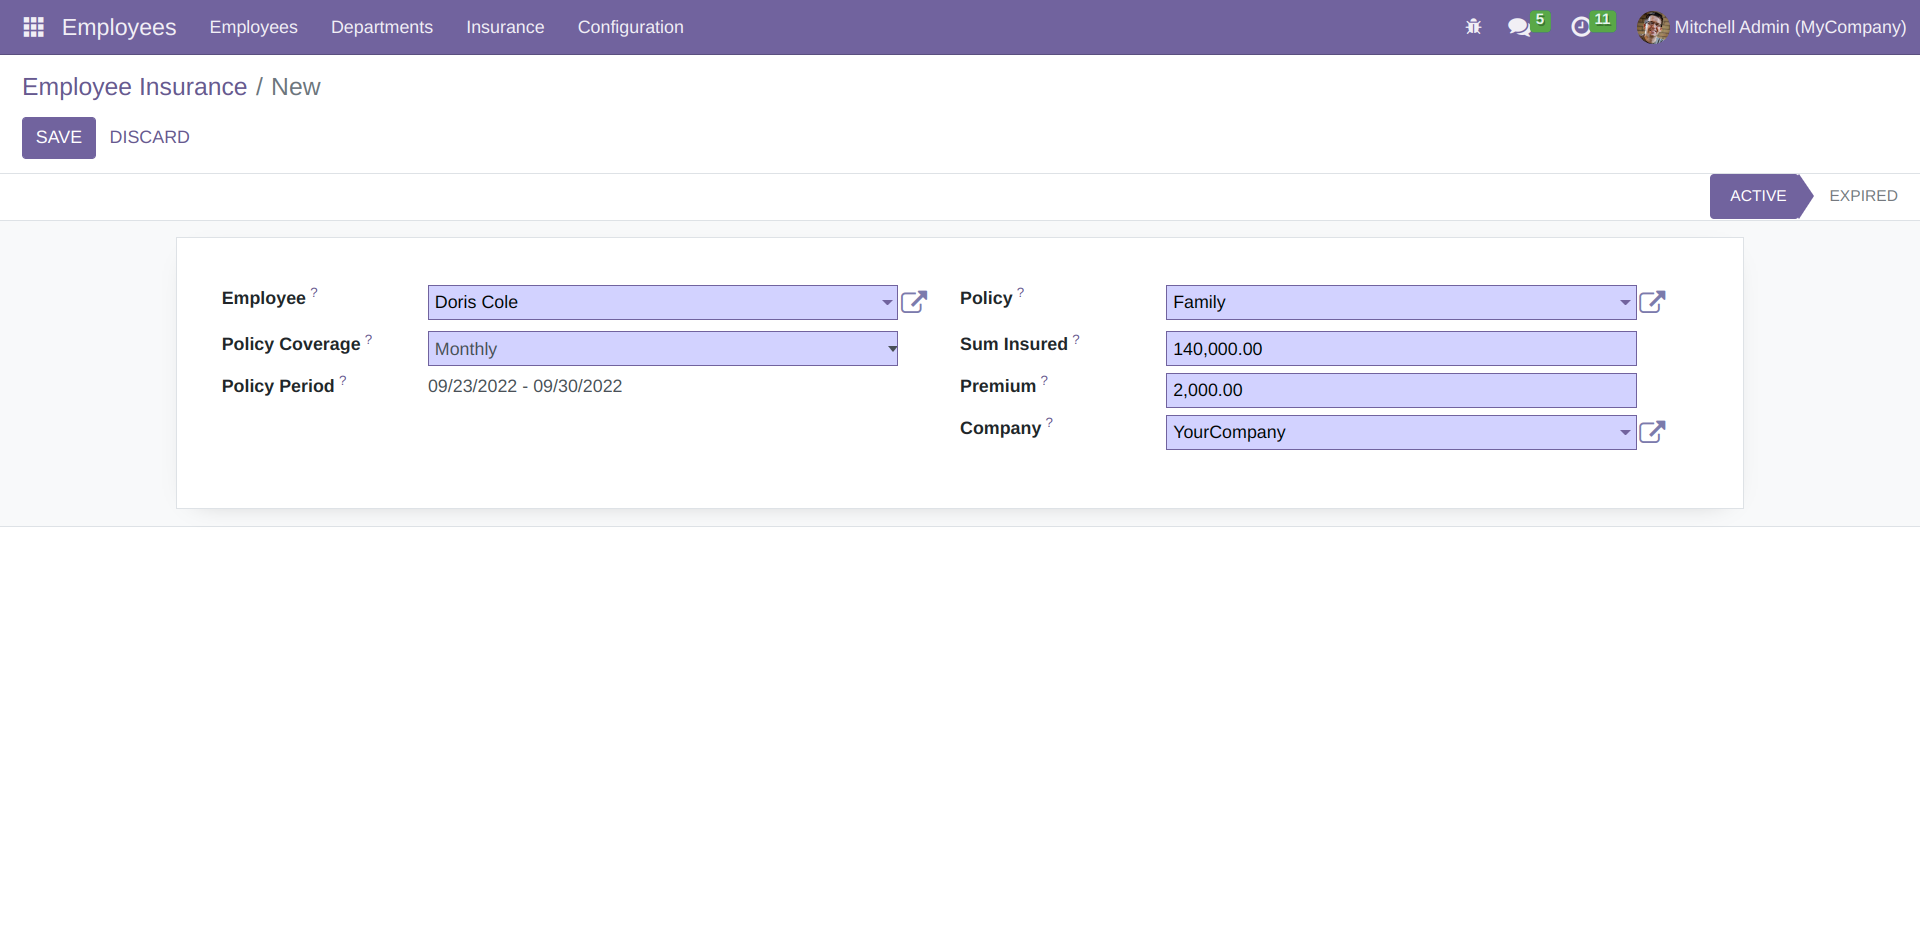 Employees Employees Departments Insurance Configuration 5 11 Mitchell Admin (MyCompany)
Employee Insurance / New
SAVE DISCARD
ACTIVE EXPIRED
Employee ? Doris Cole Policy ? Family
Policy Coverage ? Monthly Sum Insured ? 140,000.00
Policy Period ? 09/23/2022 - 09/30/2022 Premium ? 2,000.00
Company ? YourCompany